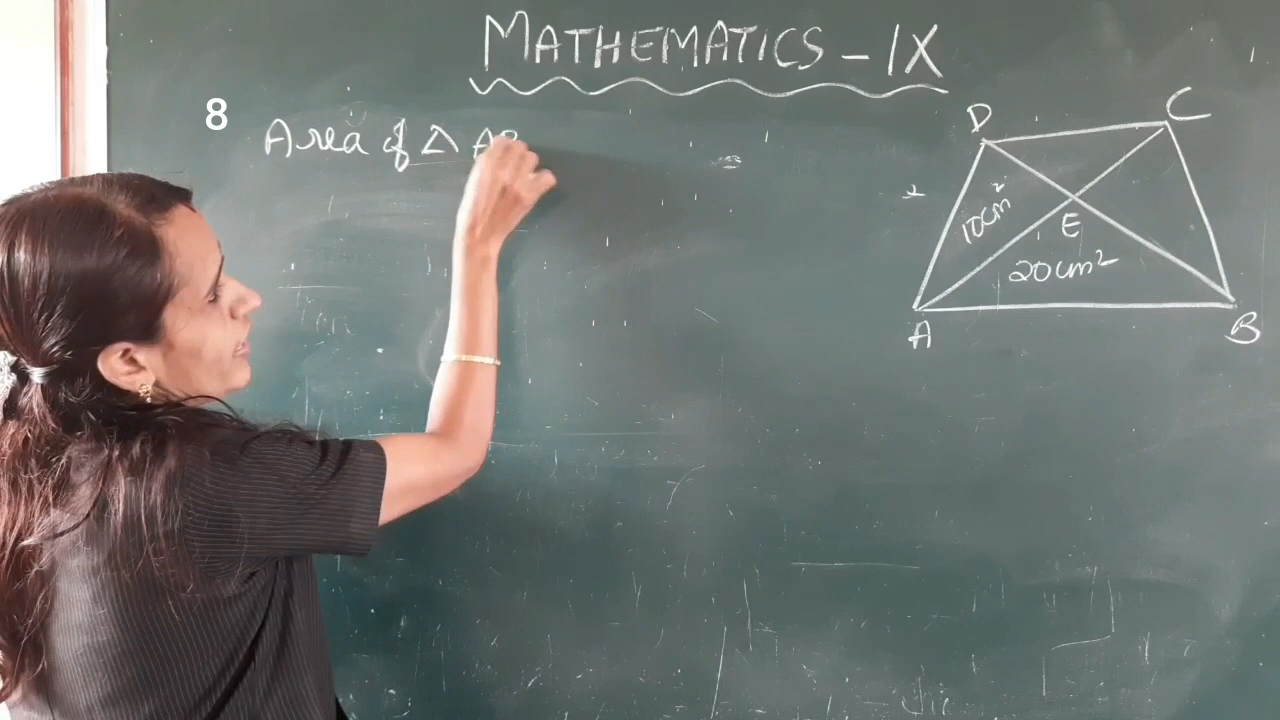 MATHEMATICS - IX
8
Area of △ AB
D
C
10cm²
E
20cm²
A
B